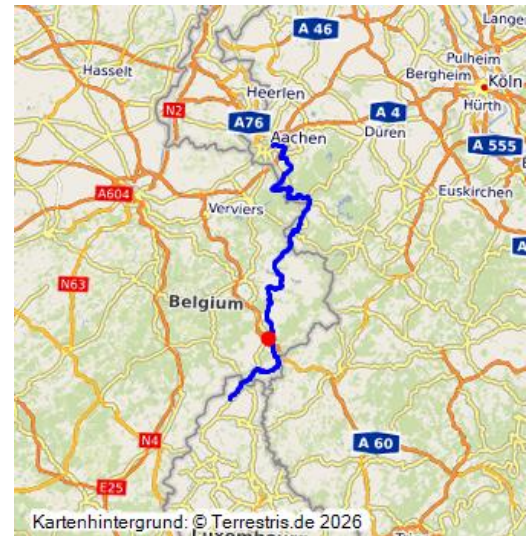 A 46
Langen
Hasselt
Pulheim
Heerlen
Bergheim
Köln
N2
A 4
Hürth
A76
Aachen
Düren
A 555
A604
Euskirchen
Verviers
A
N63
Belgium
N4
A 60
E25
Kartenhintergrund: © Terrestris.de 2026